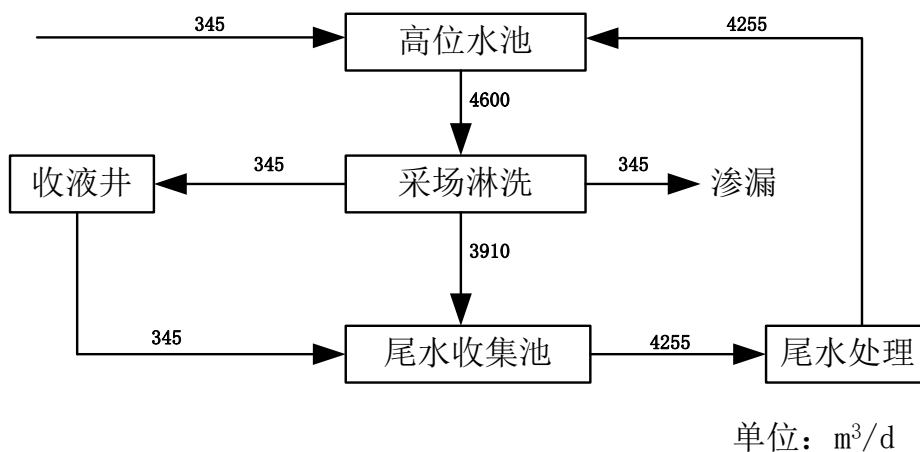 345
高位水池
4255
4600
收液井
345
采场淋洗
345
渗漏
3910
345
尾水收集池
4255
尾水处理
单位：m³/d